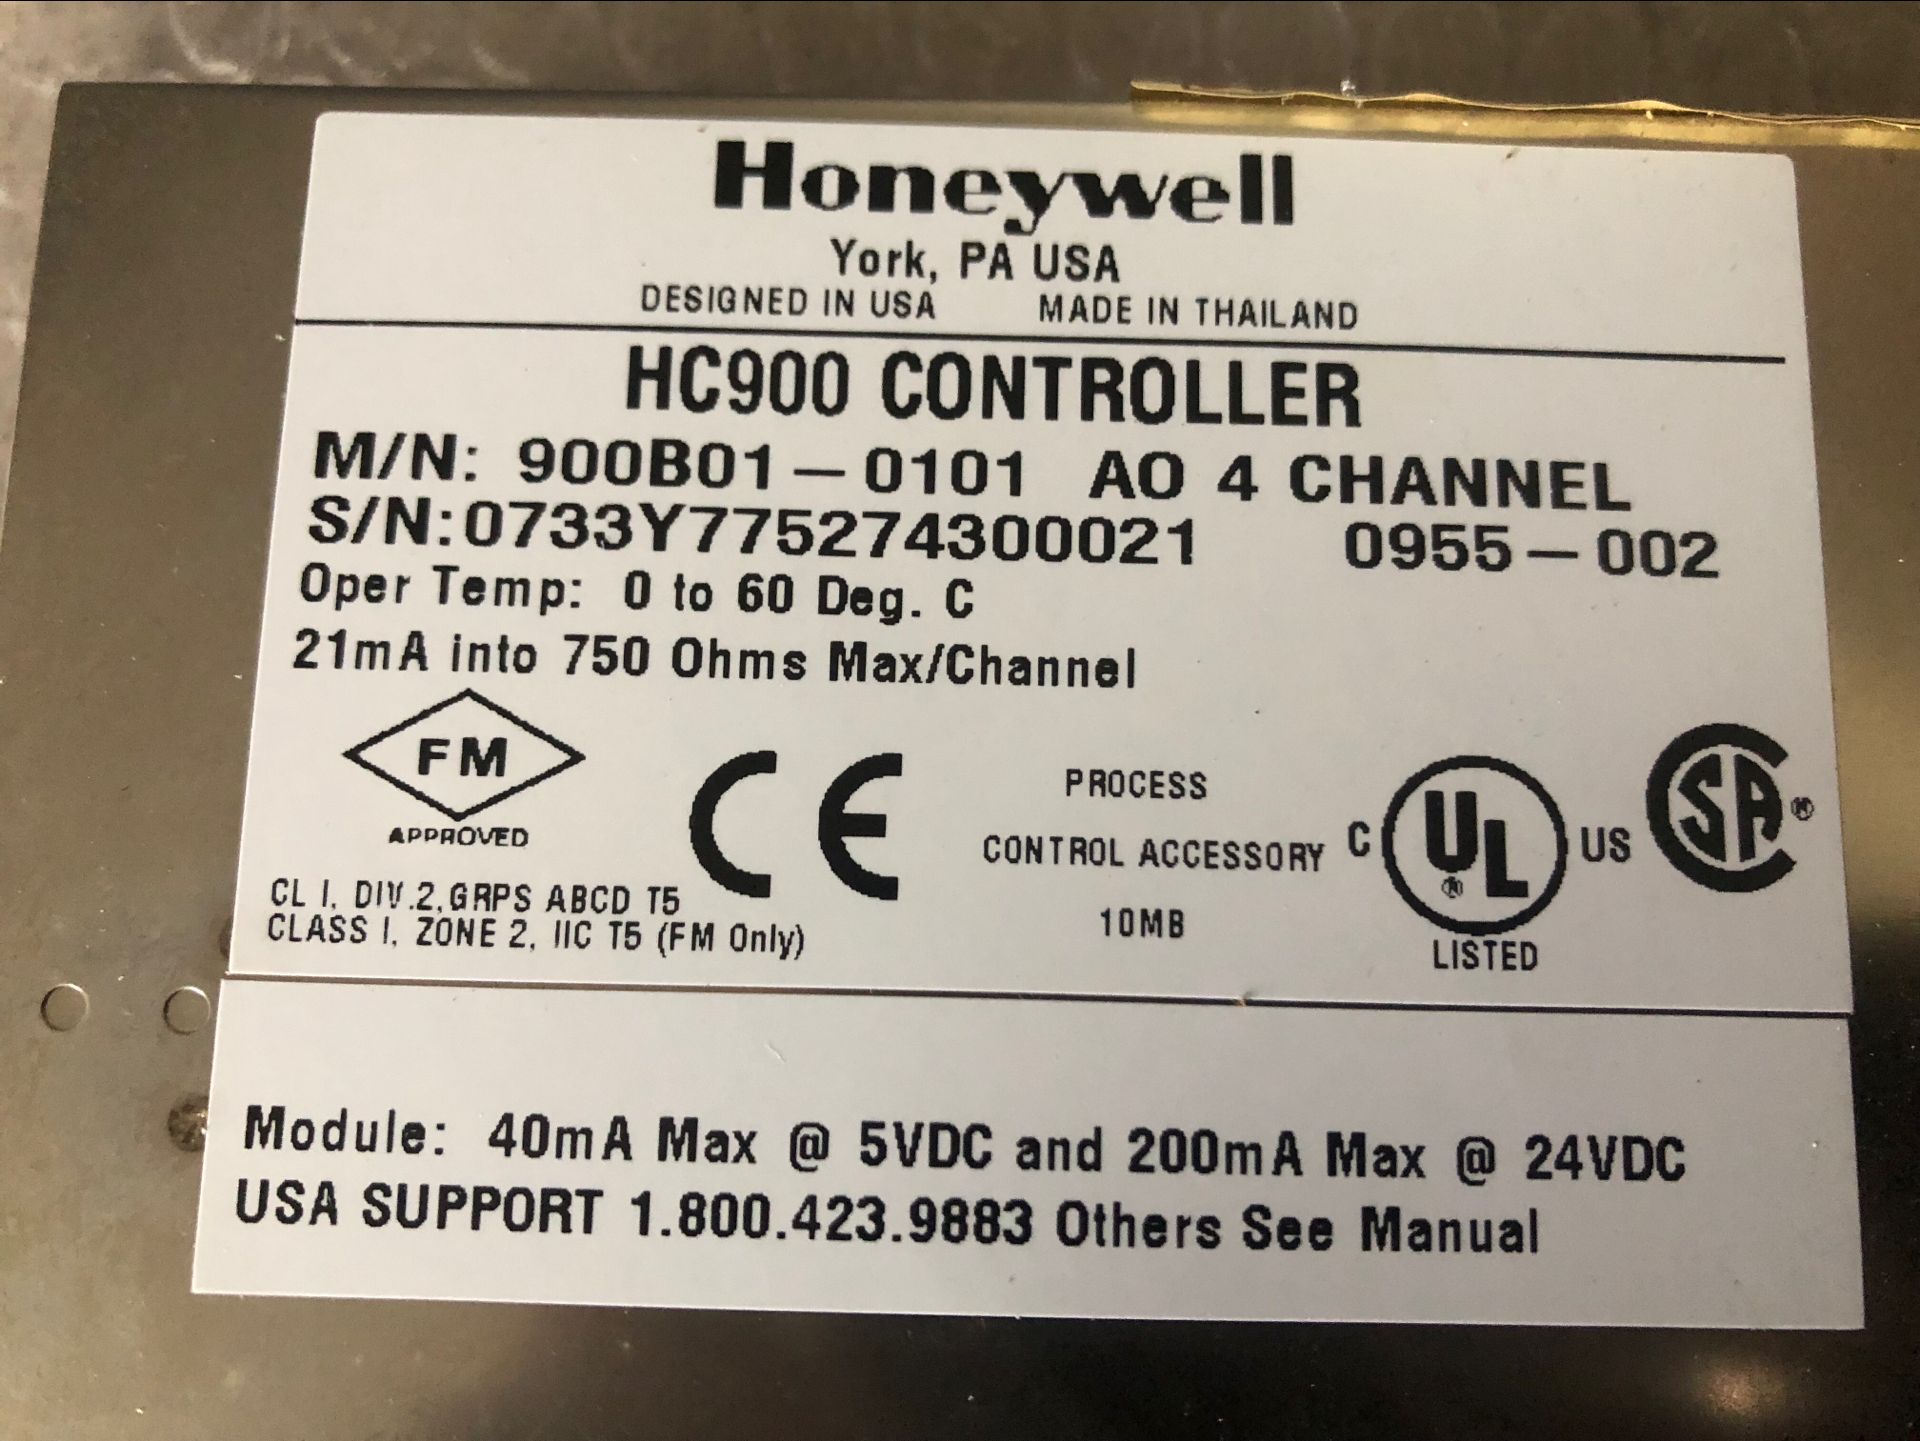 Honeywell
York, PA USA
DESIGNED IN USA MADE IN THAILAND
HC900 CONTROLLER
M/N: 900B01-0101 AO 4 CHANNEL
S/N:0733Y775274300021 0955-002
Oper Temp: 0 to 60 Deg. C
21mA into 750 Ohms Max/Channel
FM
APPROVED
CL I, DIV.2,GRPS ABCD T5
CLASS I, ZONE 2, IIC T5 (FM Only)
CE
PROCESS
CONTROL ACCESSORY
10MB
C UL® US
LISTED
SA®
Module: 40mA Max @ 5VDC and 200mA Max @ 24VDC
USA SUPPORT 1.800.423.9883 Others See Manual